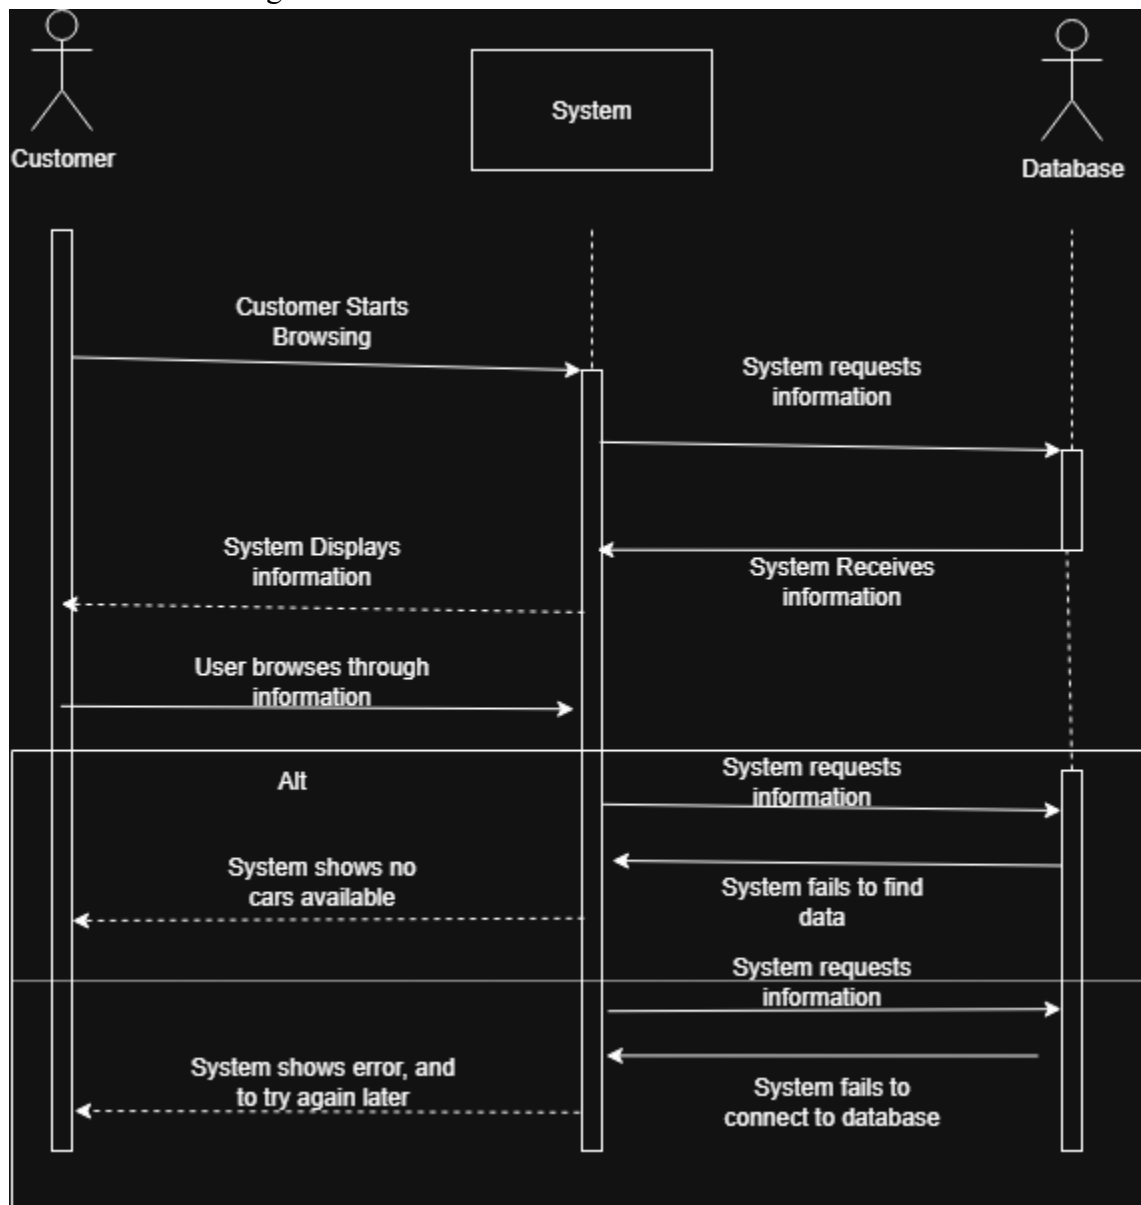 System
Customer
Database
Customer Starts
Browsing
System requests
information
System Displays
information
System Receives
information
User browses through
information
Alt
System requests
information
System shows no
cars available
System fails to find
data
System requests
information
System shows error, and
to try again later
System fails to
connect to database